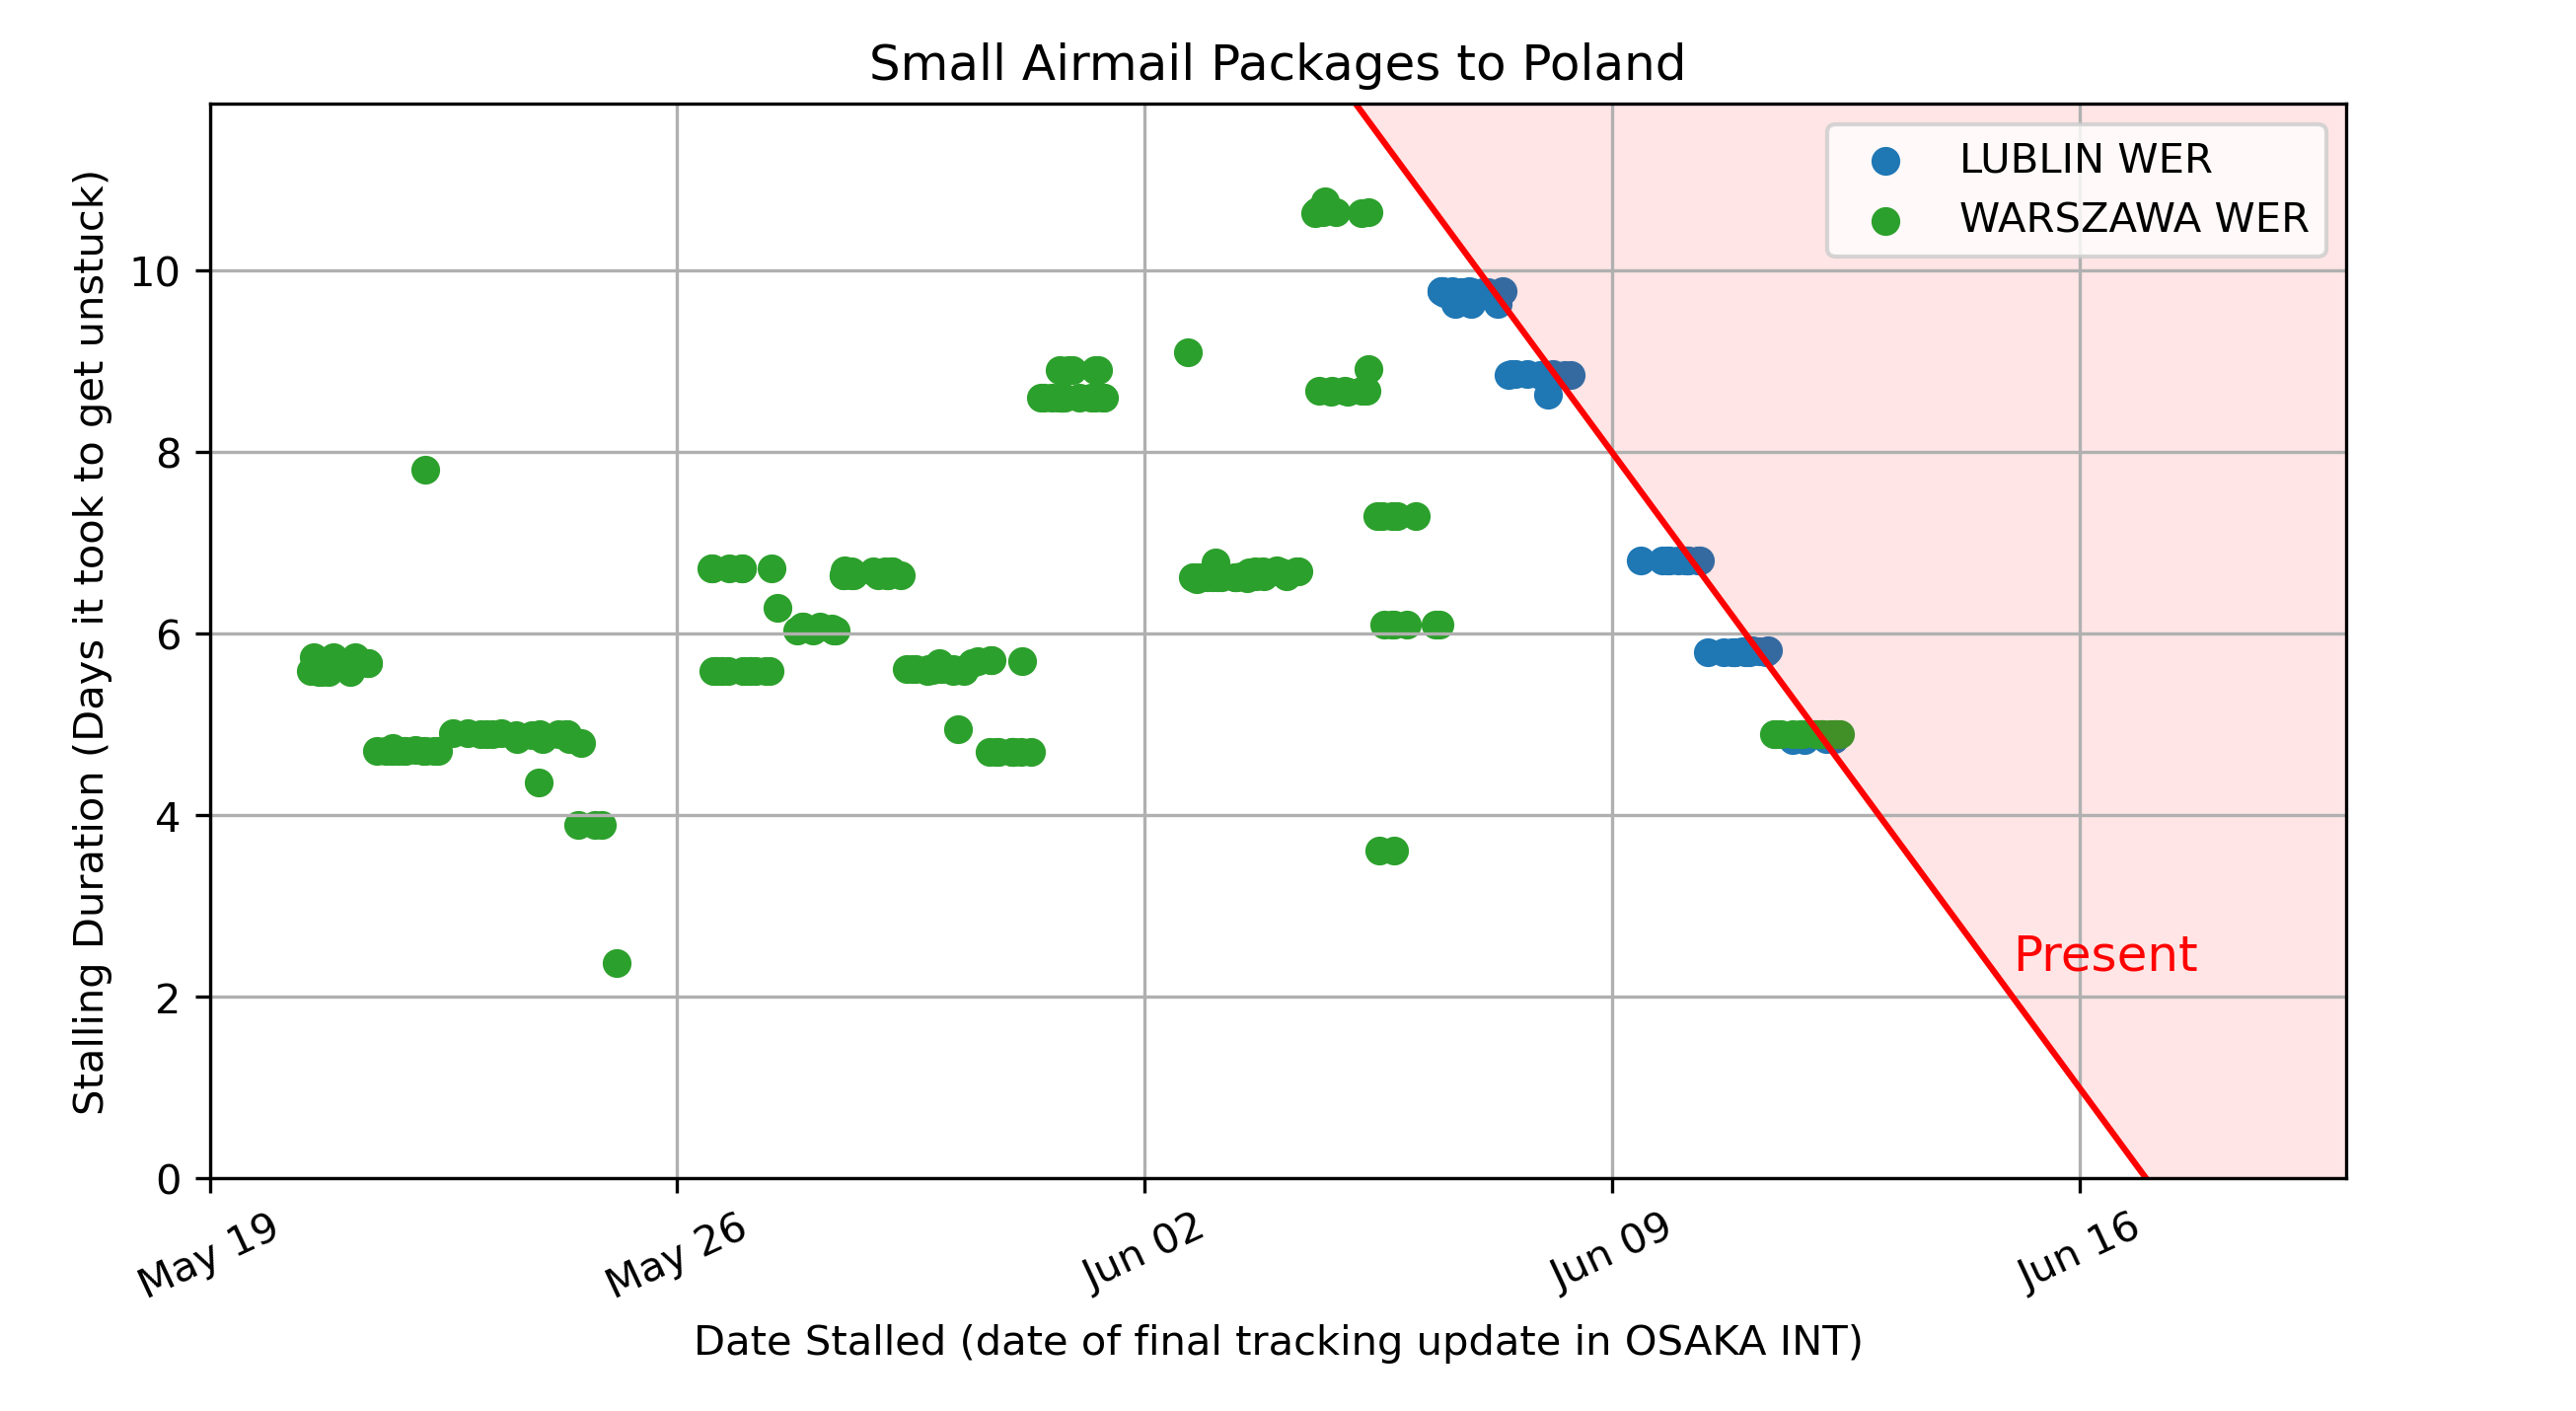 Small Airmail Packages to Poland
LUBLIN WER
WARSZAWA WER
Stalling Duration (Days it took to get unstuck)
10
8
6
4
2
0
Present
May 19
May 26
Jun 02
Jun 09
Jun 16
Date Stalled (date of final tracking update in OSAKA INT)